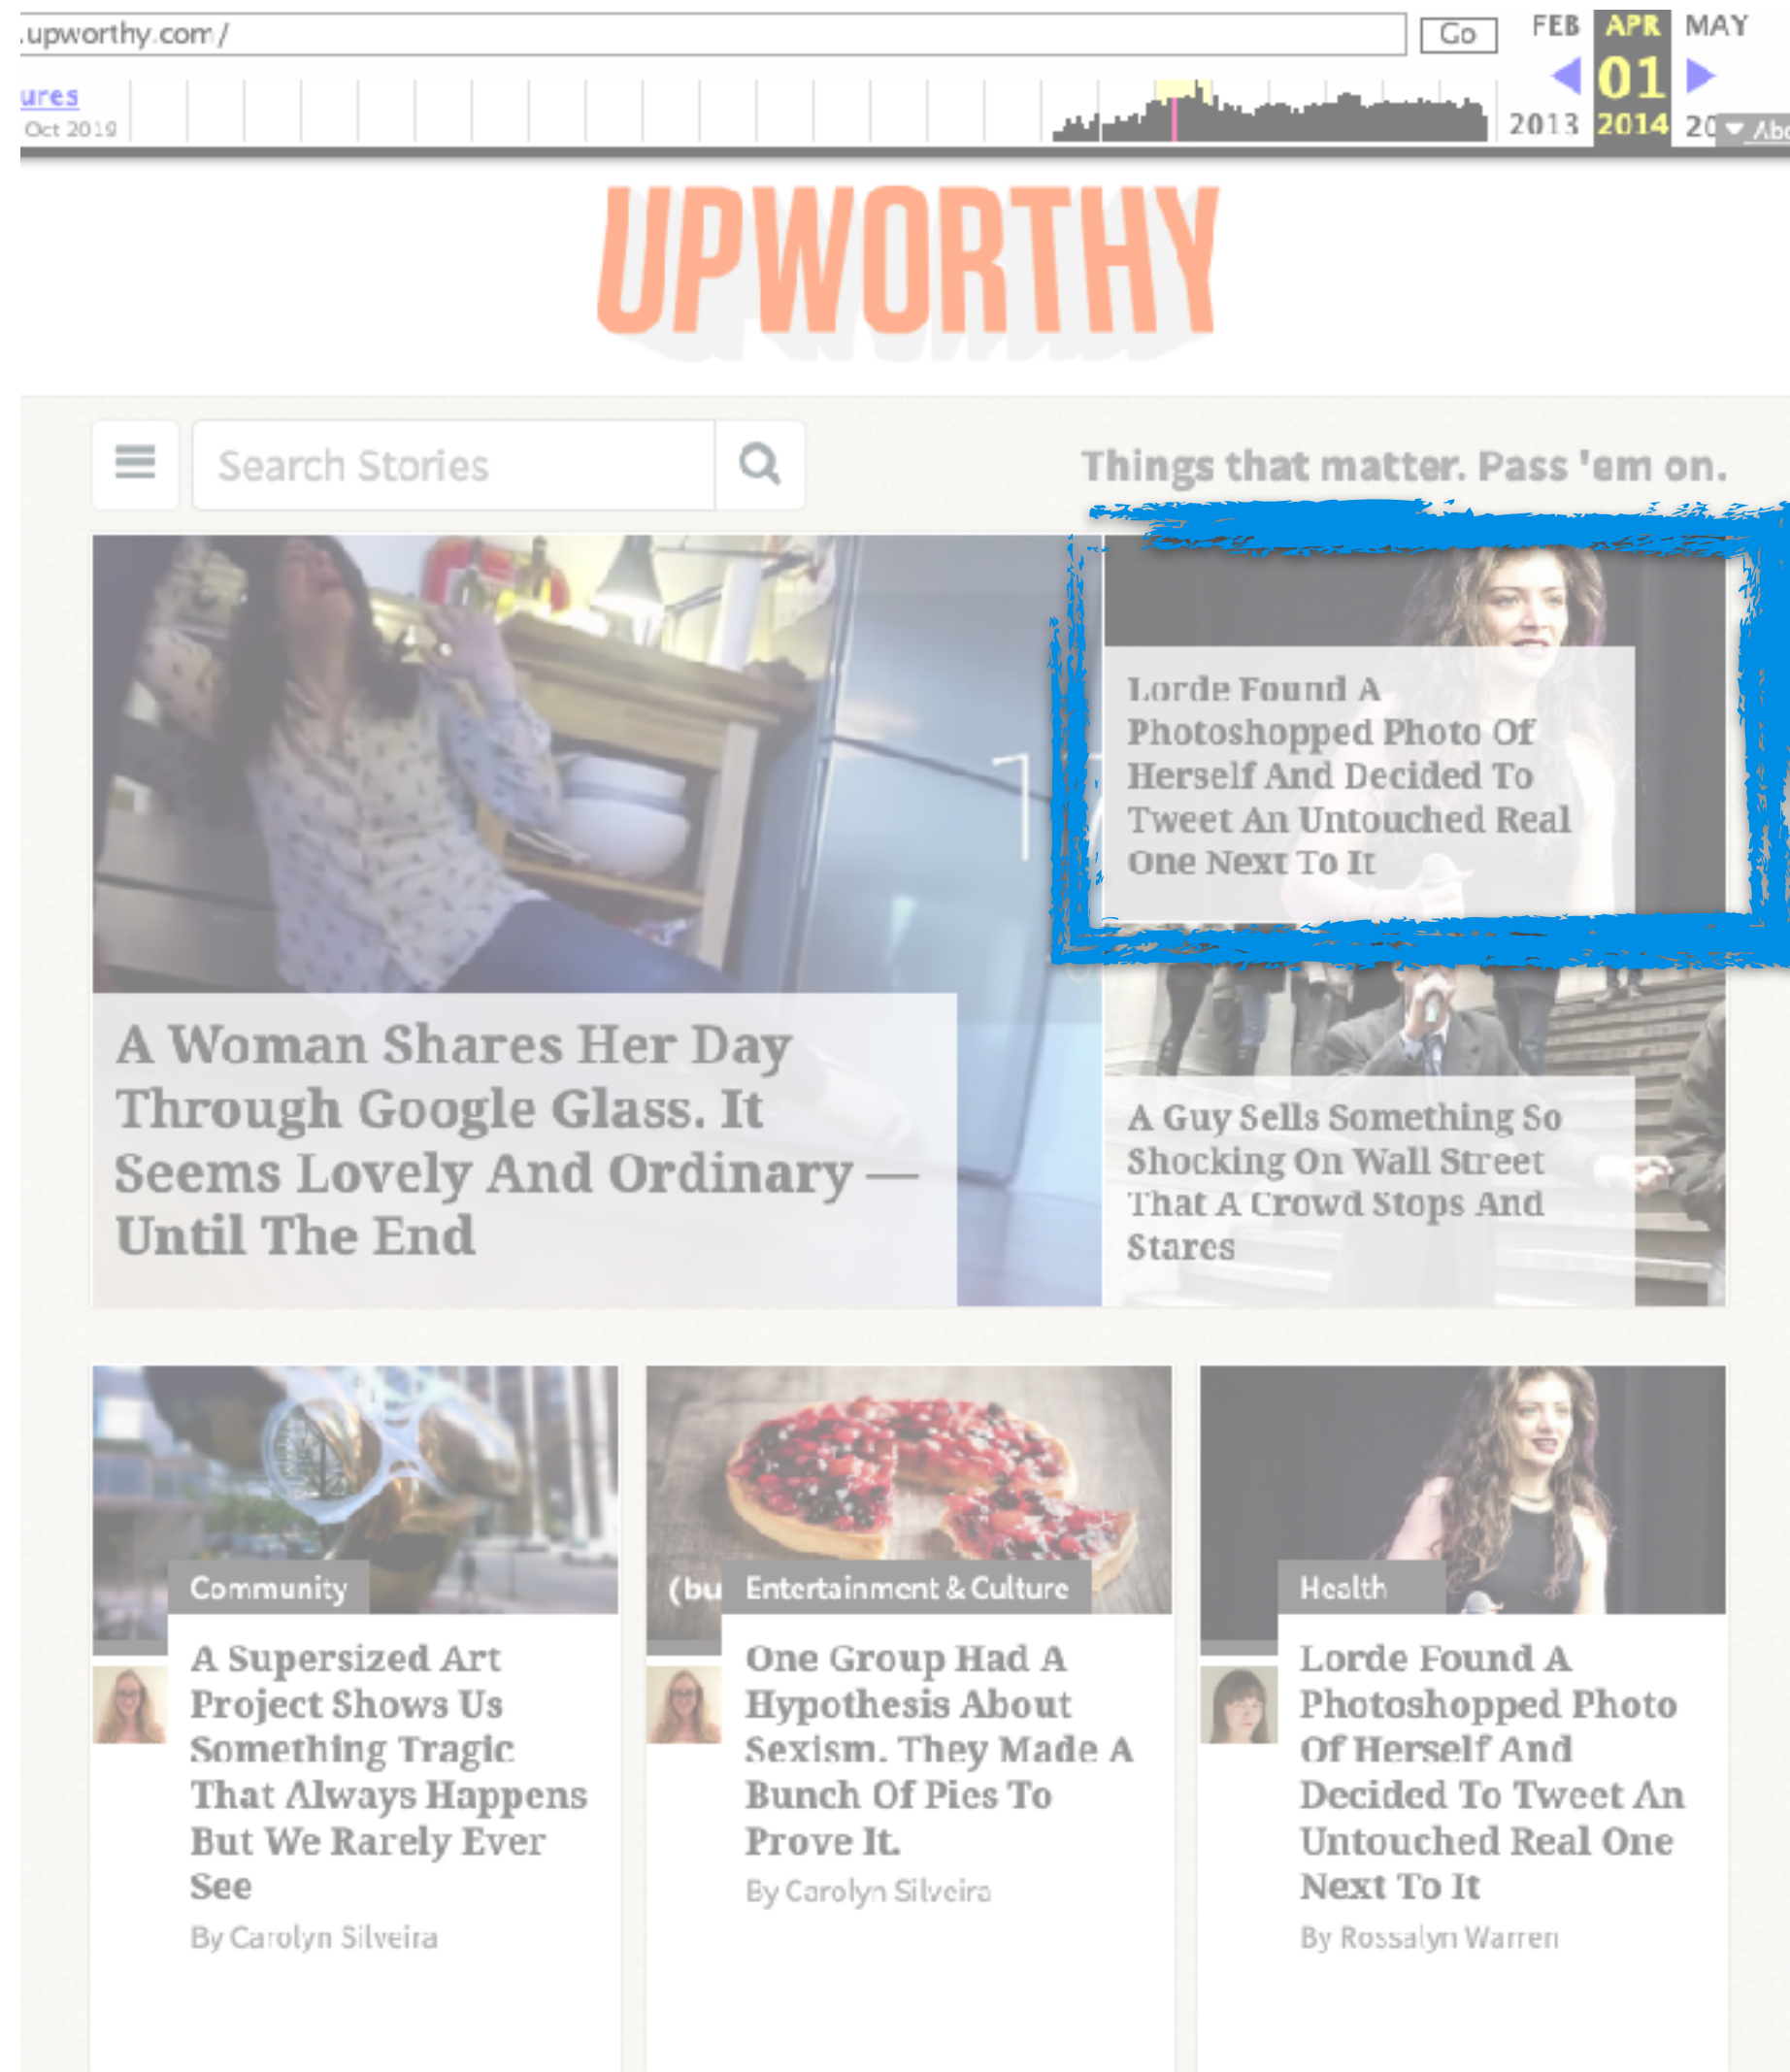 .upworthy.com/
Go
FEB APR MAY
ures
01
Oct 2019
2013 2014 20
UPWORTHY
Search Stories
Things that matter. Pass 'em on.
Lorde Found A
Photoshopped Photo Of
Herself And Decided To
Tweet An Untouched Real
One Next To It
A Woman Shares Her Day
Through Google Glass. It
Seems Lovely And Ordinary —
Until The End
A Guy Sells Something So
Shocking On Wall Street
That A Crowd Stops And
Stares
Community
A Supersized Art
Project Shows Us
Something Tragic
That Always Happens
But We Rarely Ever
See
By Carolyn Silveira
(bu
Entertainment & Culture
One Group Had A
Hypothesis About
Sexism. They Made A
Bunch Of Pies To
Prove It.
By Carolyn Silveira
Health
Lorde Found A
Photoshopped Photo
Of Herself And
Decided To Tweet An
Untouched Real One
Next To It
By Rossalyn Warren